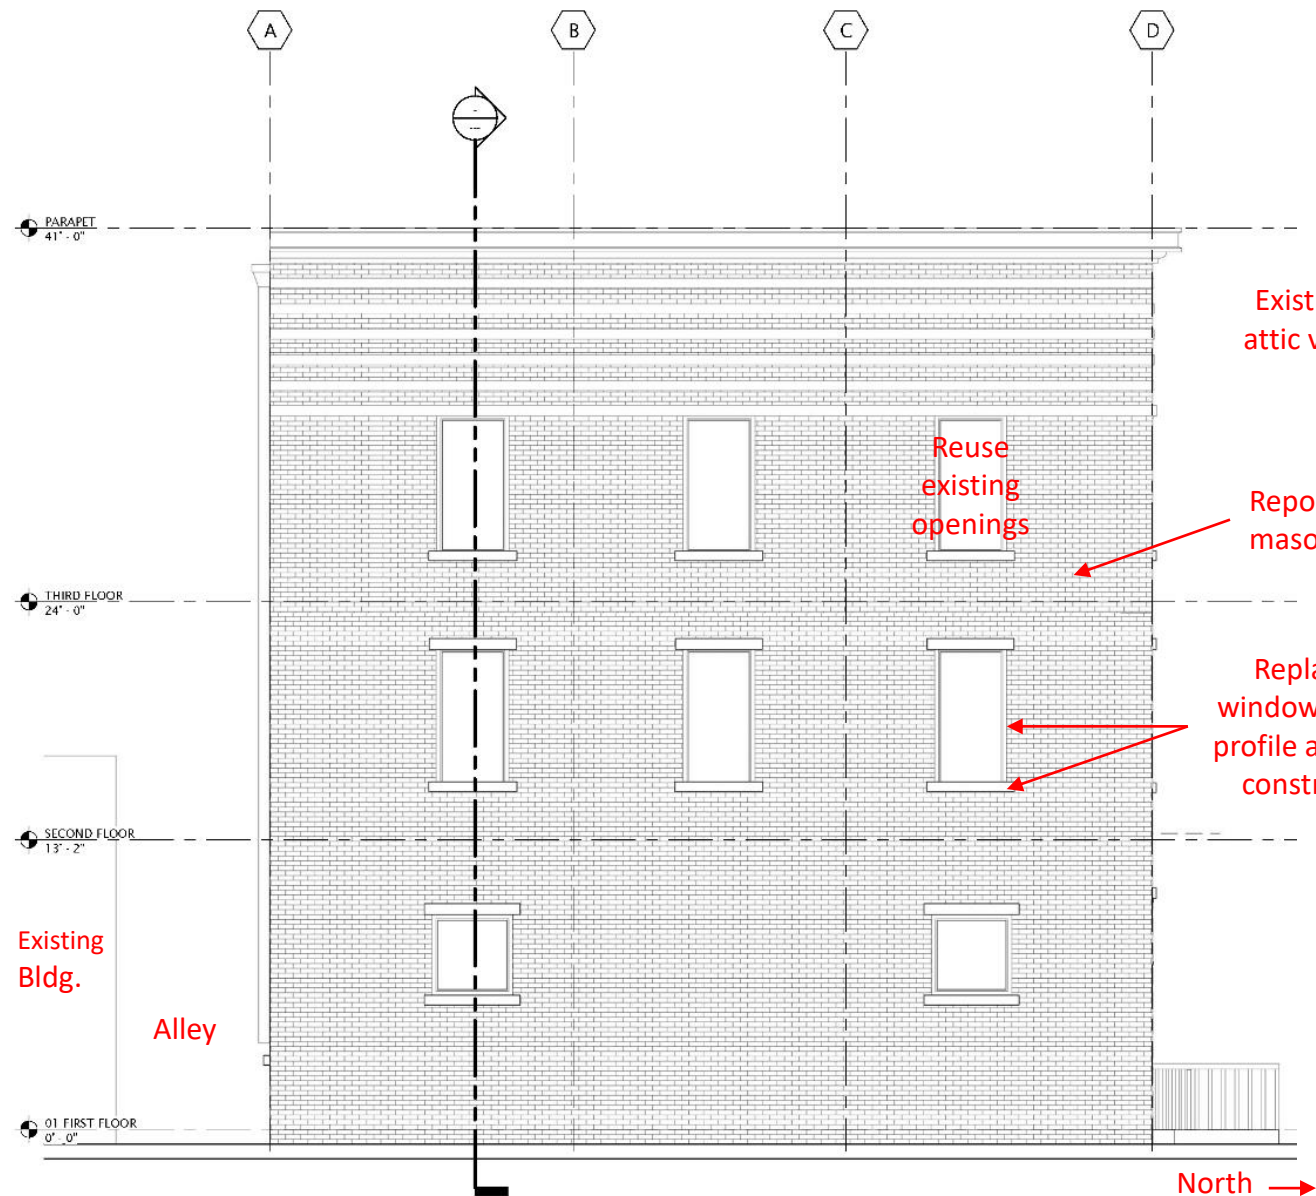 A
B
C
D
PARAPET
41' - 0"
Exist
attic v
Reuse
existing
openings
Repo
maso
THIRD FLOOR
24' - 0"
Repla
window
profile a
constr
SECOND FLOOR
13' - 2"
Existing
Bldg.
Alley
01 FIRST FLOOR
0' - 0"
North